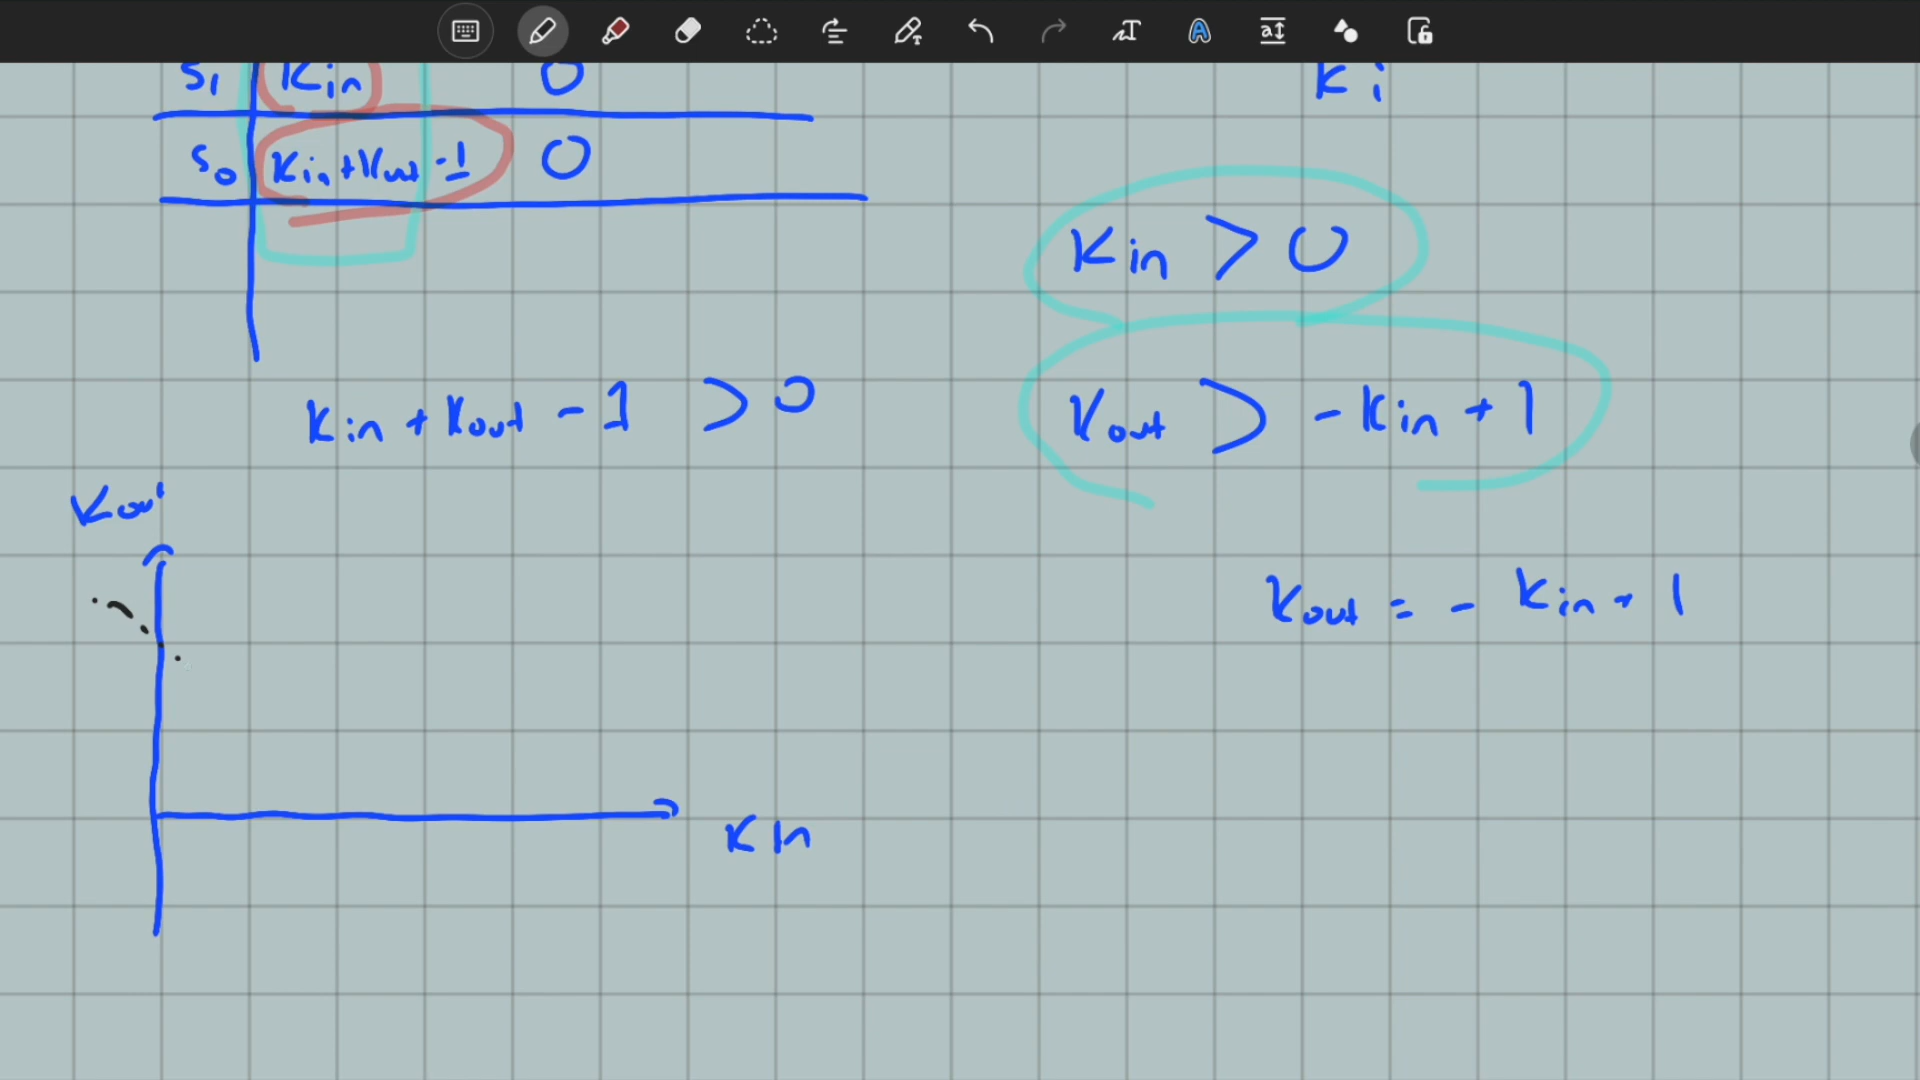 s₁ Kin 0
s₀ Kin+Kout-1 0
Ki
Kin > 0
Kin + Kout - 1 > 0
Kout > -Kin + 1
Kout
Kout = - Kin + 1
Kin